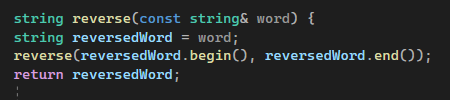 string reverse(const string& word) {
string reversedWord = word;
reverse(reversedWord.begin(), reversedWord.end());
return reversedWord;